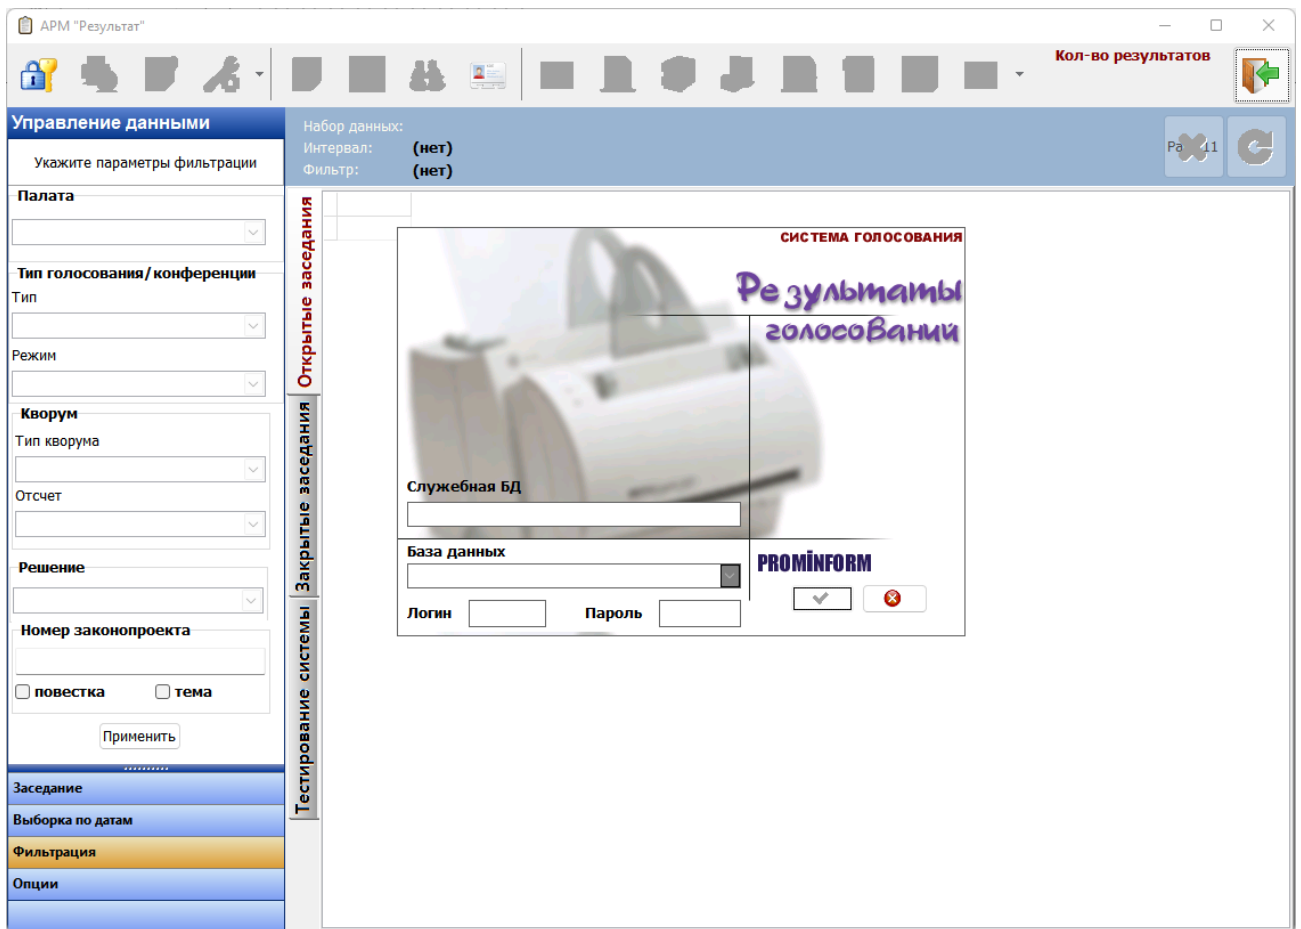 АРМ "Результат"
Кол-во результатов
Управление данными
Укажите параметры фильтрации
Палата
Тип голосования/конференции
Тип
Режим
Кворум
Тип кворума
Отсчет
Решение
Номер законопроекта
повестка
тема
Применить
Заседание
Выборка по датам
Фильтрация
Опции
Набор данных:
Интервал: (нет)
Фильтр: (нет)
Открытые заседания
Закрытые заседания
Тестирование системы
СИСТЕМА ГОЛОСОВАНИЯ
Результаты
голосований
Служебная БД
База данных
Логин
Пароль
PROMINFORM